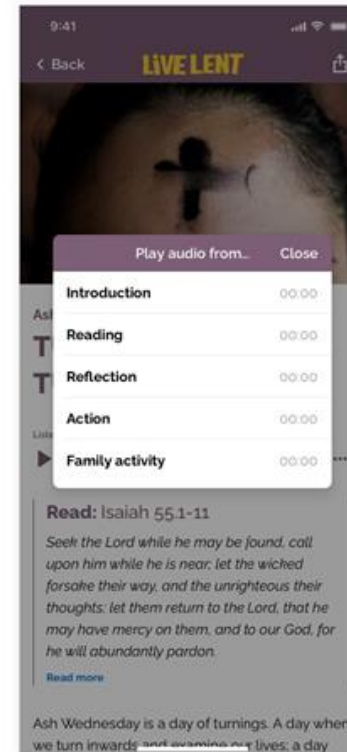 9:41
Back LiVE LENT
Play audio from... Close
Introduction 00:00
Reading 00:00
Reflection 00:00
Action 00:00
Family activity 00:00
Read: Isaiah 55.1-11
Seek the Lord while he may be found, call
upon him while he is near; let the wicked
forsake their way, and the unrighteous their
thoughts; let them return to the Lord, that he
may have mercy on them, and to our God, for
he will abundantly pardon.
Read more
Ash Wednesday is a day of turnings. A day when
we turn inwards and examine our lives; a day